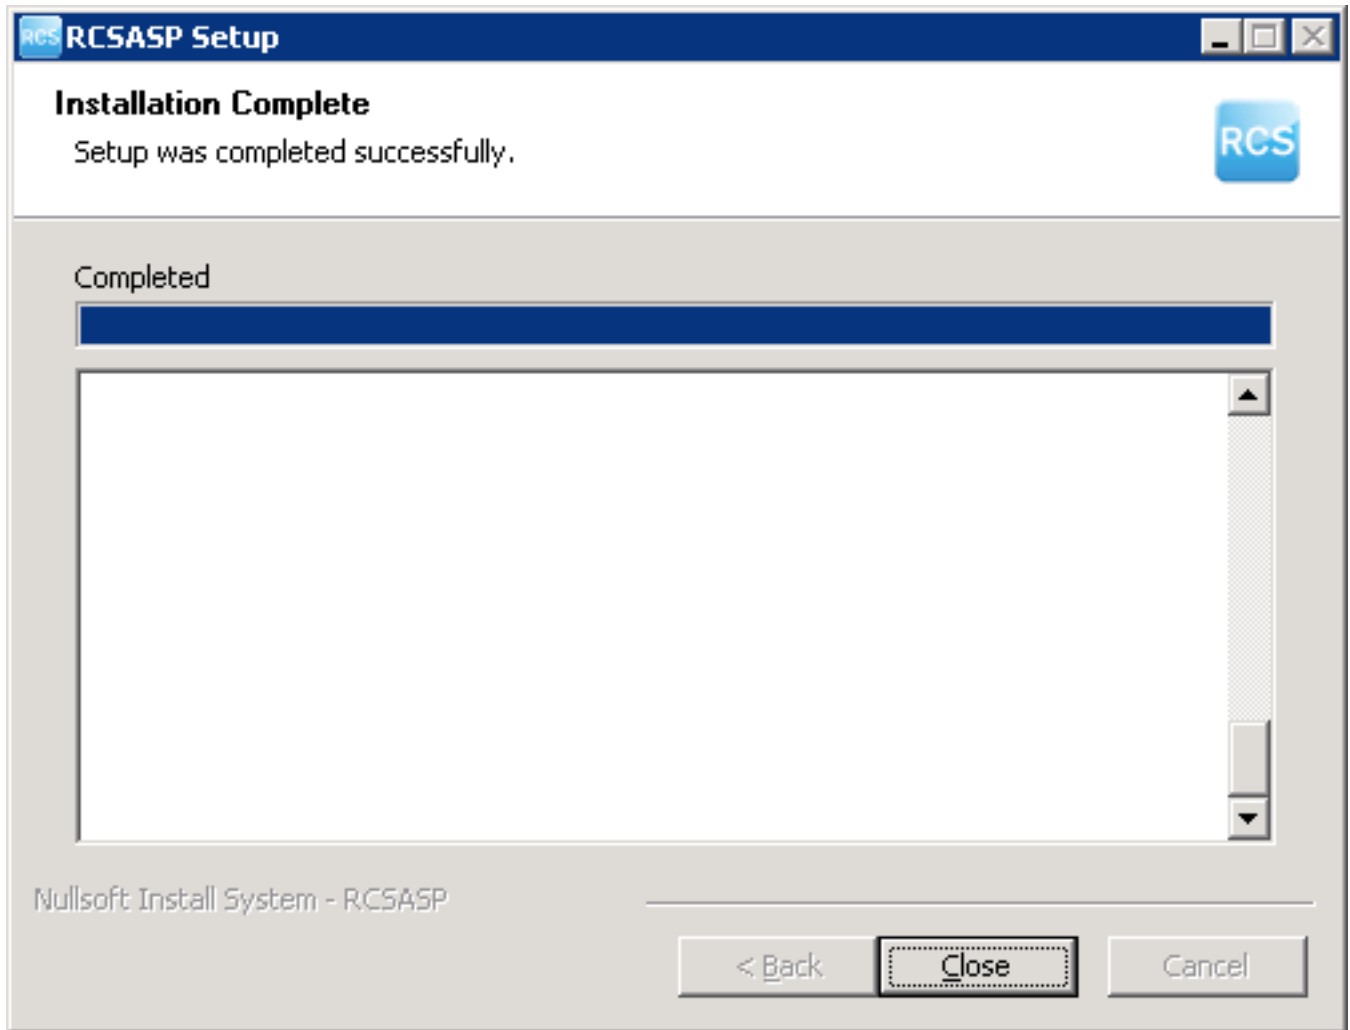 RCS RCSASP Setup
Installation Complete
Setup was completed successfully.
RCS
Completed
Nullsoft Install System - RCSASP
< Back
Close
Cancel